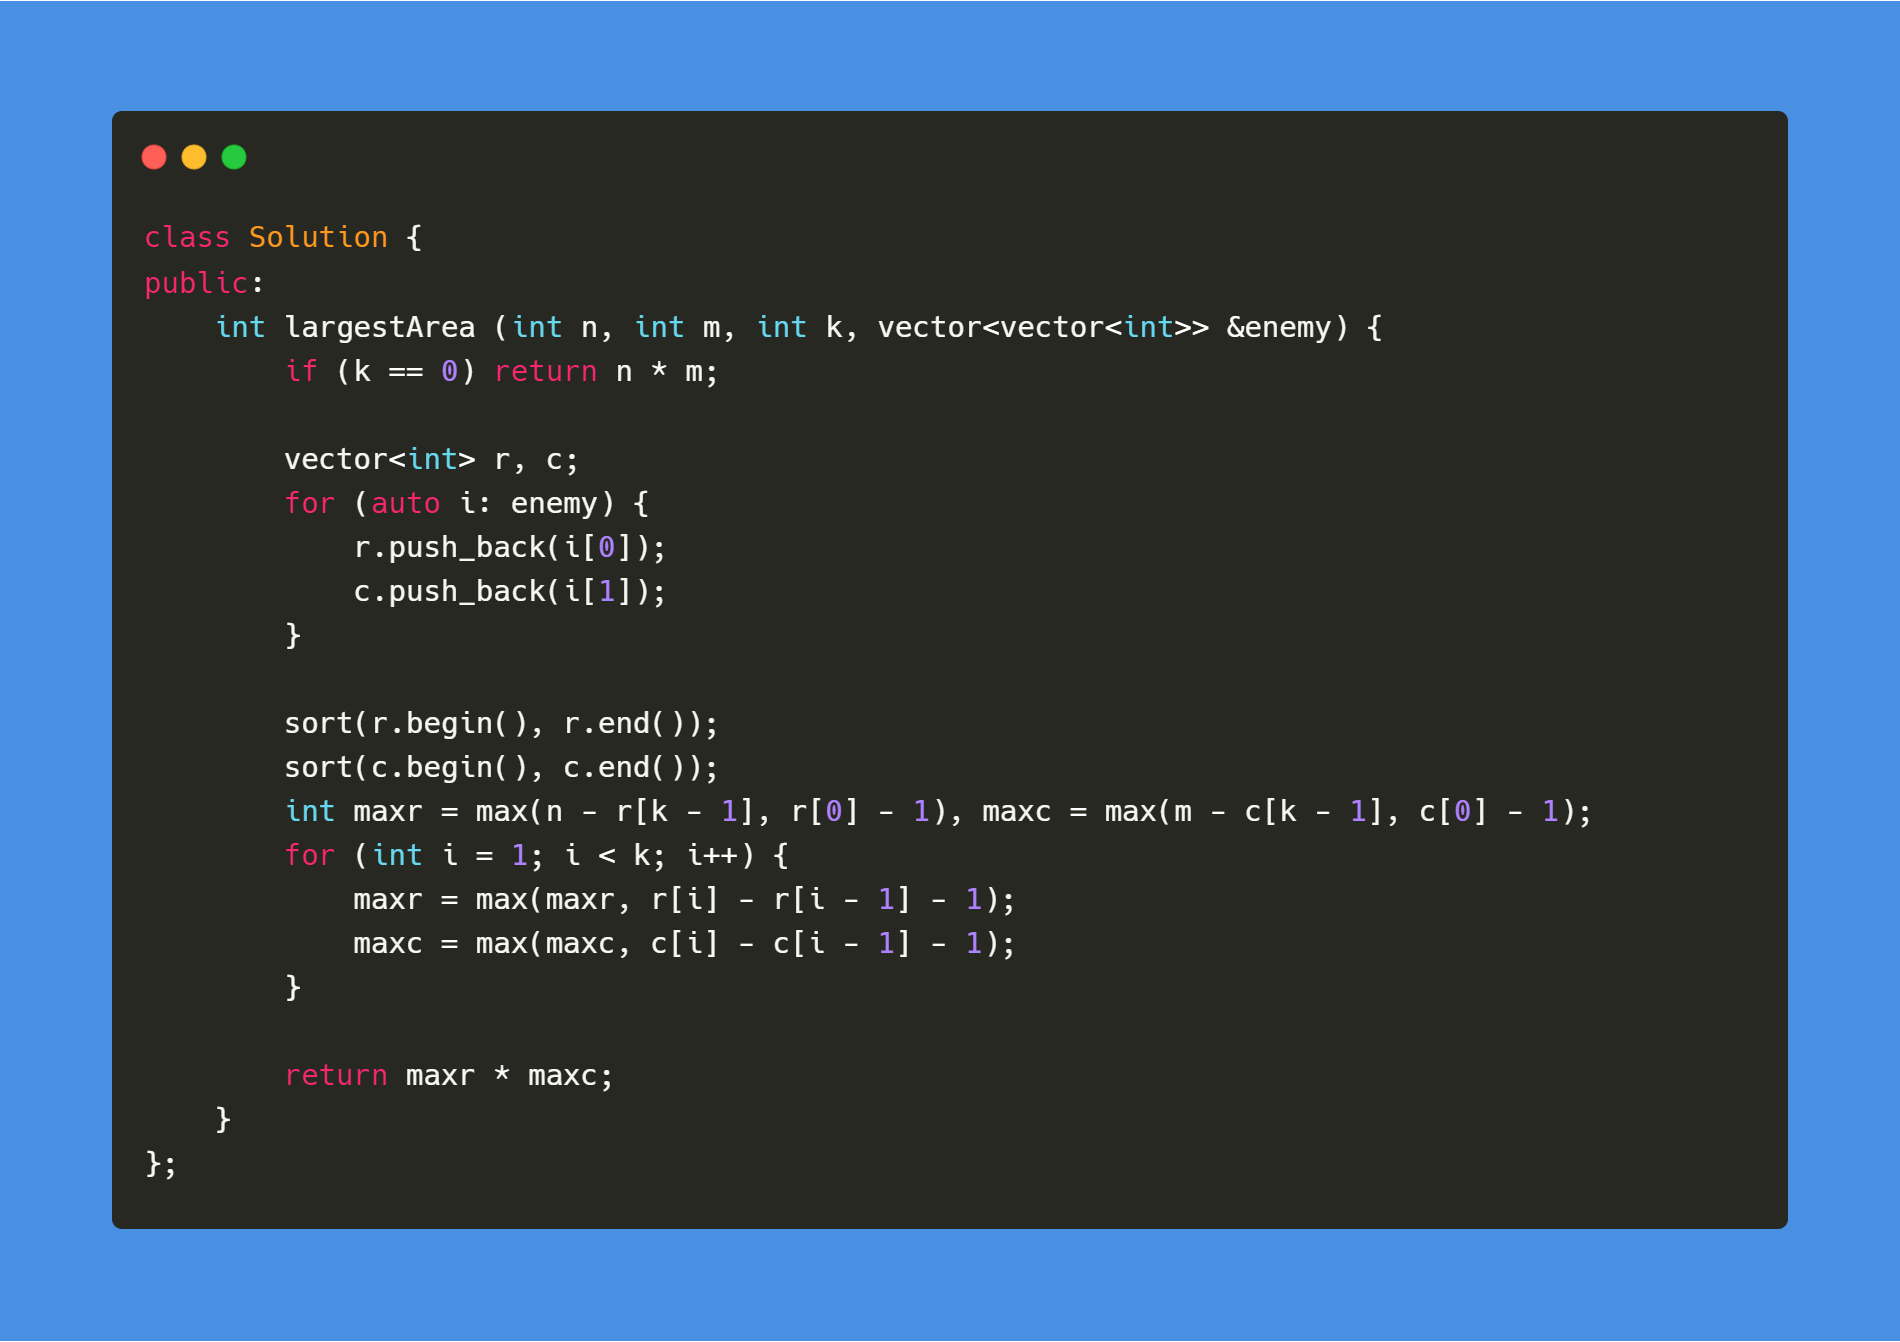 class Solution {
public:
    int largestArea (int n, int m, int k, vector<vector<int>> &enemy) {
        if (k == 0) return n * m;

        vector<int> r, c;
        for (auto i: enemy) {
            r.push_back(i[0]);
            c.push_back(i[1]);
        }

        sort(r.begin(), r.end());
        sort(c.begin(), c.end());
        int maxr = max(n - r[k - 1], r[0] - 1), maxc = max(m - c[k - 1], c[0] - 1);
        for (int i = 1; i < k; i++) {
            maxr = max(maxr, r[i] - r[i - 1] - 1);
            maxc = max(maxc, c[i] - c[i - 1] - 1);
        }

        return maxr * maxc;
    }
};